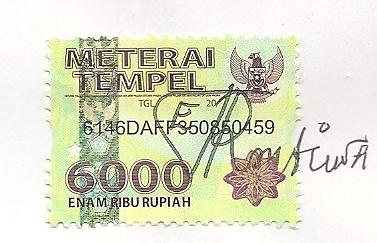 METERAI
TEMPEL
TGL 20
6146DAFF350850459
6000
ENAM RIBU RUPIAH